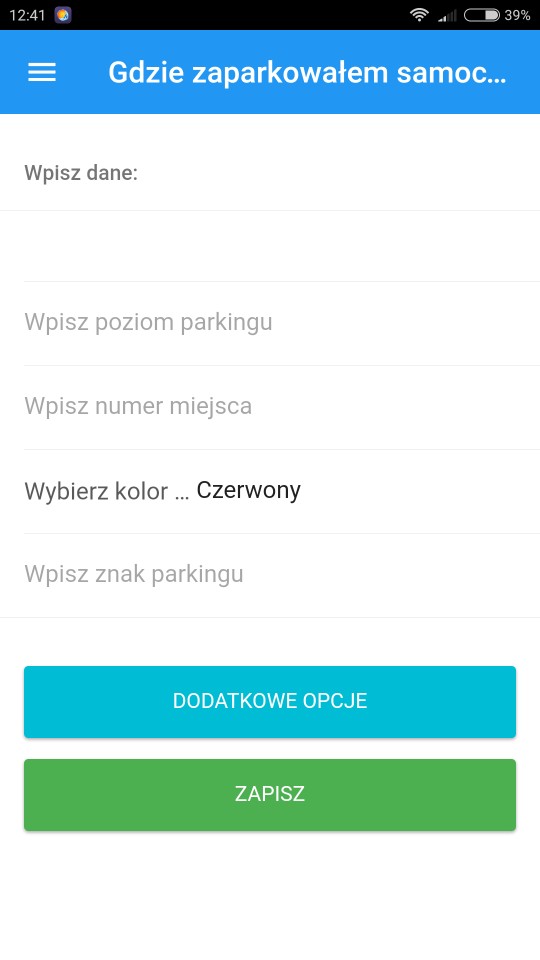 12:41 39%
Gdzie zaparkowałem samoc...
Wpisz dane:
Wpisz poziom parkingu
Wpisz numer miejsca
Wybierz kolor ... Czerwony
Wpisz znak parkingu
DODATKOWE OPCJE
ZAPISZ